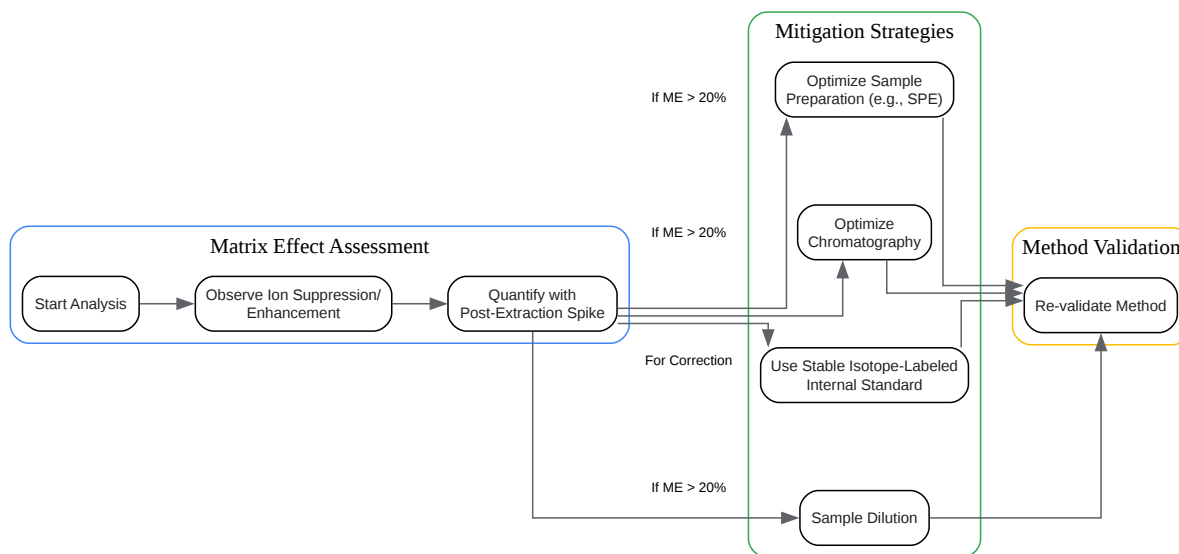 Mitigation Strategies
Optimize Sample
Preparation (e.g., SPE)
If ME > 20%
If ME > 20%
Optimize
Chromatography
Matrix Effect Assessment
Start Analysis
Observe Ion Suppression/
Enhancement
Quantify with
Post-Extraction Spike
Method Validation
Re-validate Method
For Correction
Use Stable Isotope-Labeled
Internal Standard
If ME > 20%
Sample Dilution